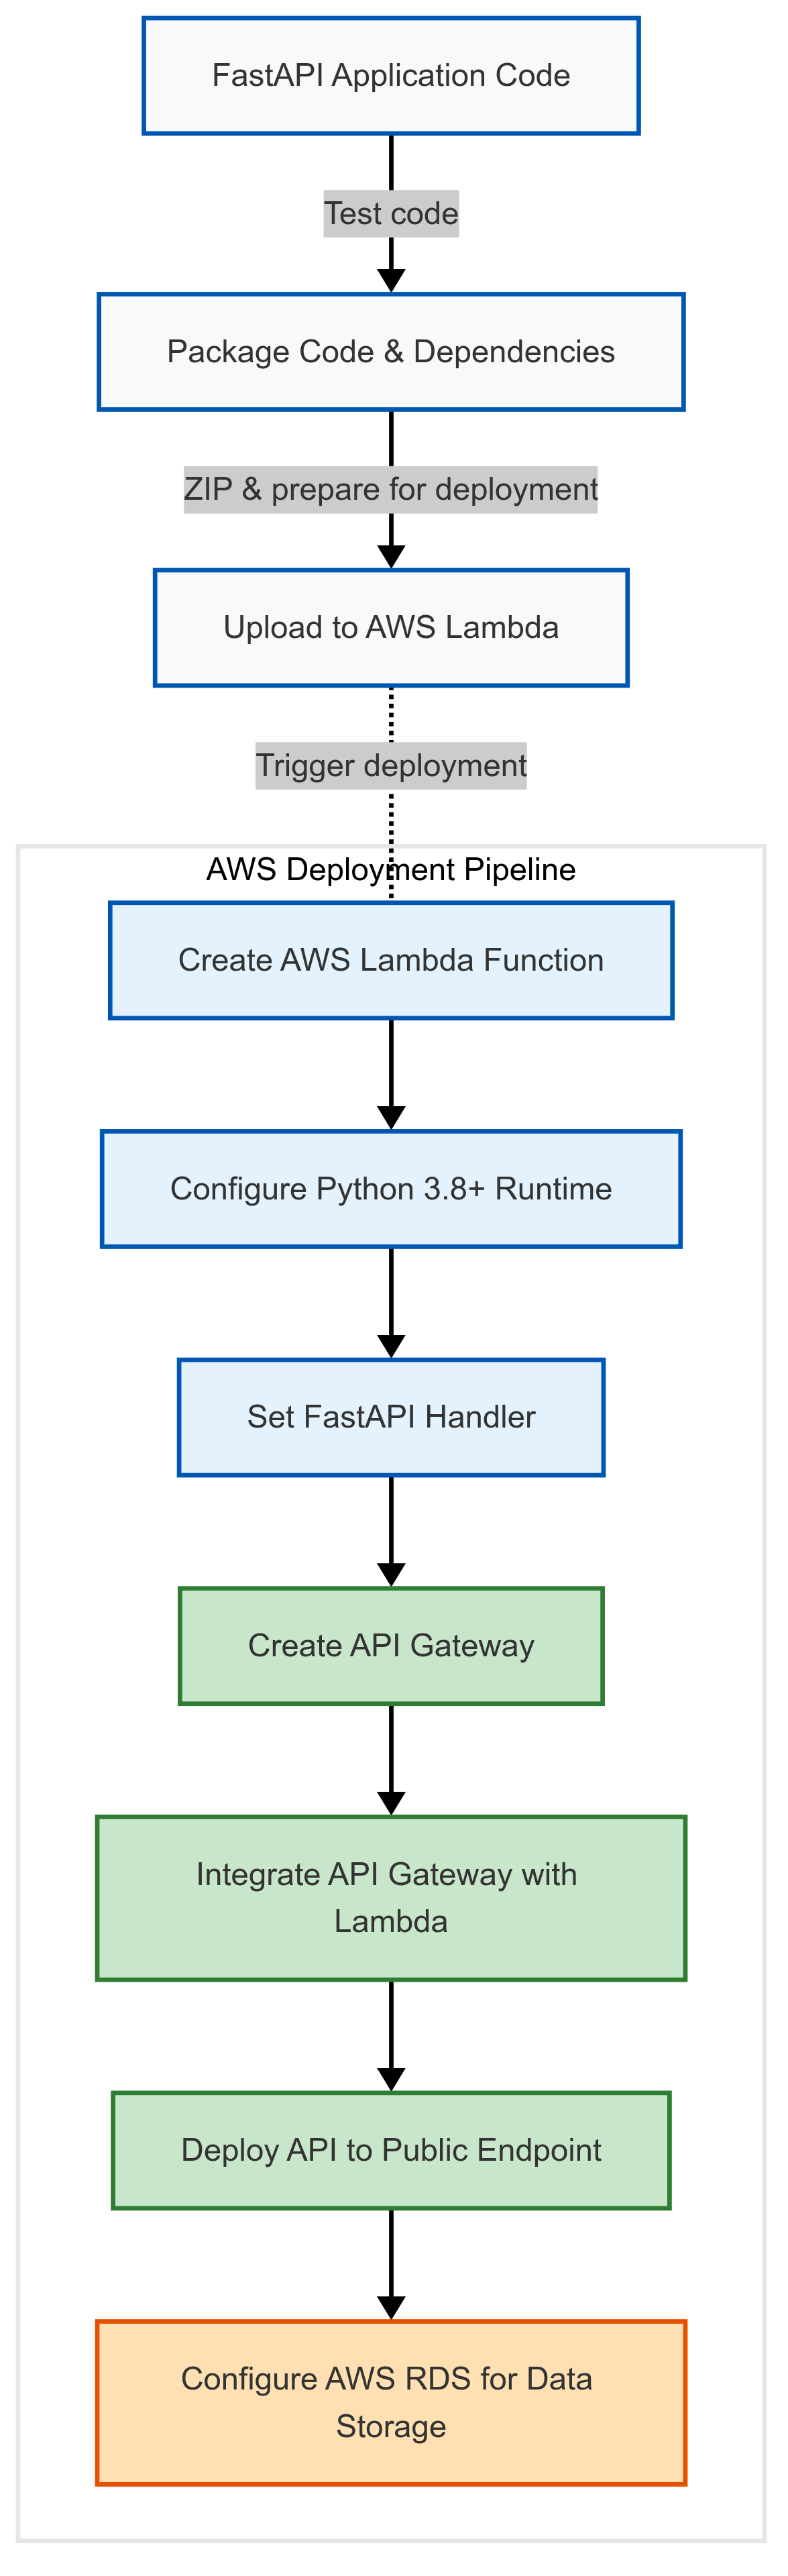 FastAPI Application Code
Test code
Package Code & Dependencies
ZIP & prepare for deployment
Upload to AWS Lambda
Trigger deployment
AWS Deployment Pipeline
Create AWS Lambda Function
Configure Python 3.8+ Runtime
Set FastAPI Handler
Create API Gateway
Integrate API Gateway with
Lambda
Deploy API to Public Endpoint
Configure AWS RDS for Data
Storage